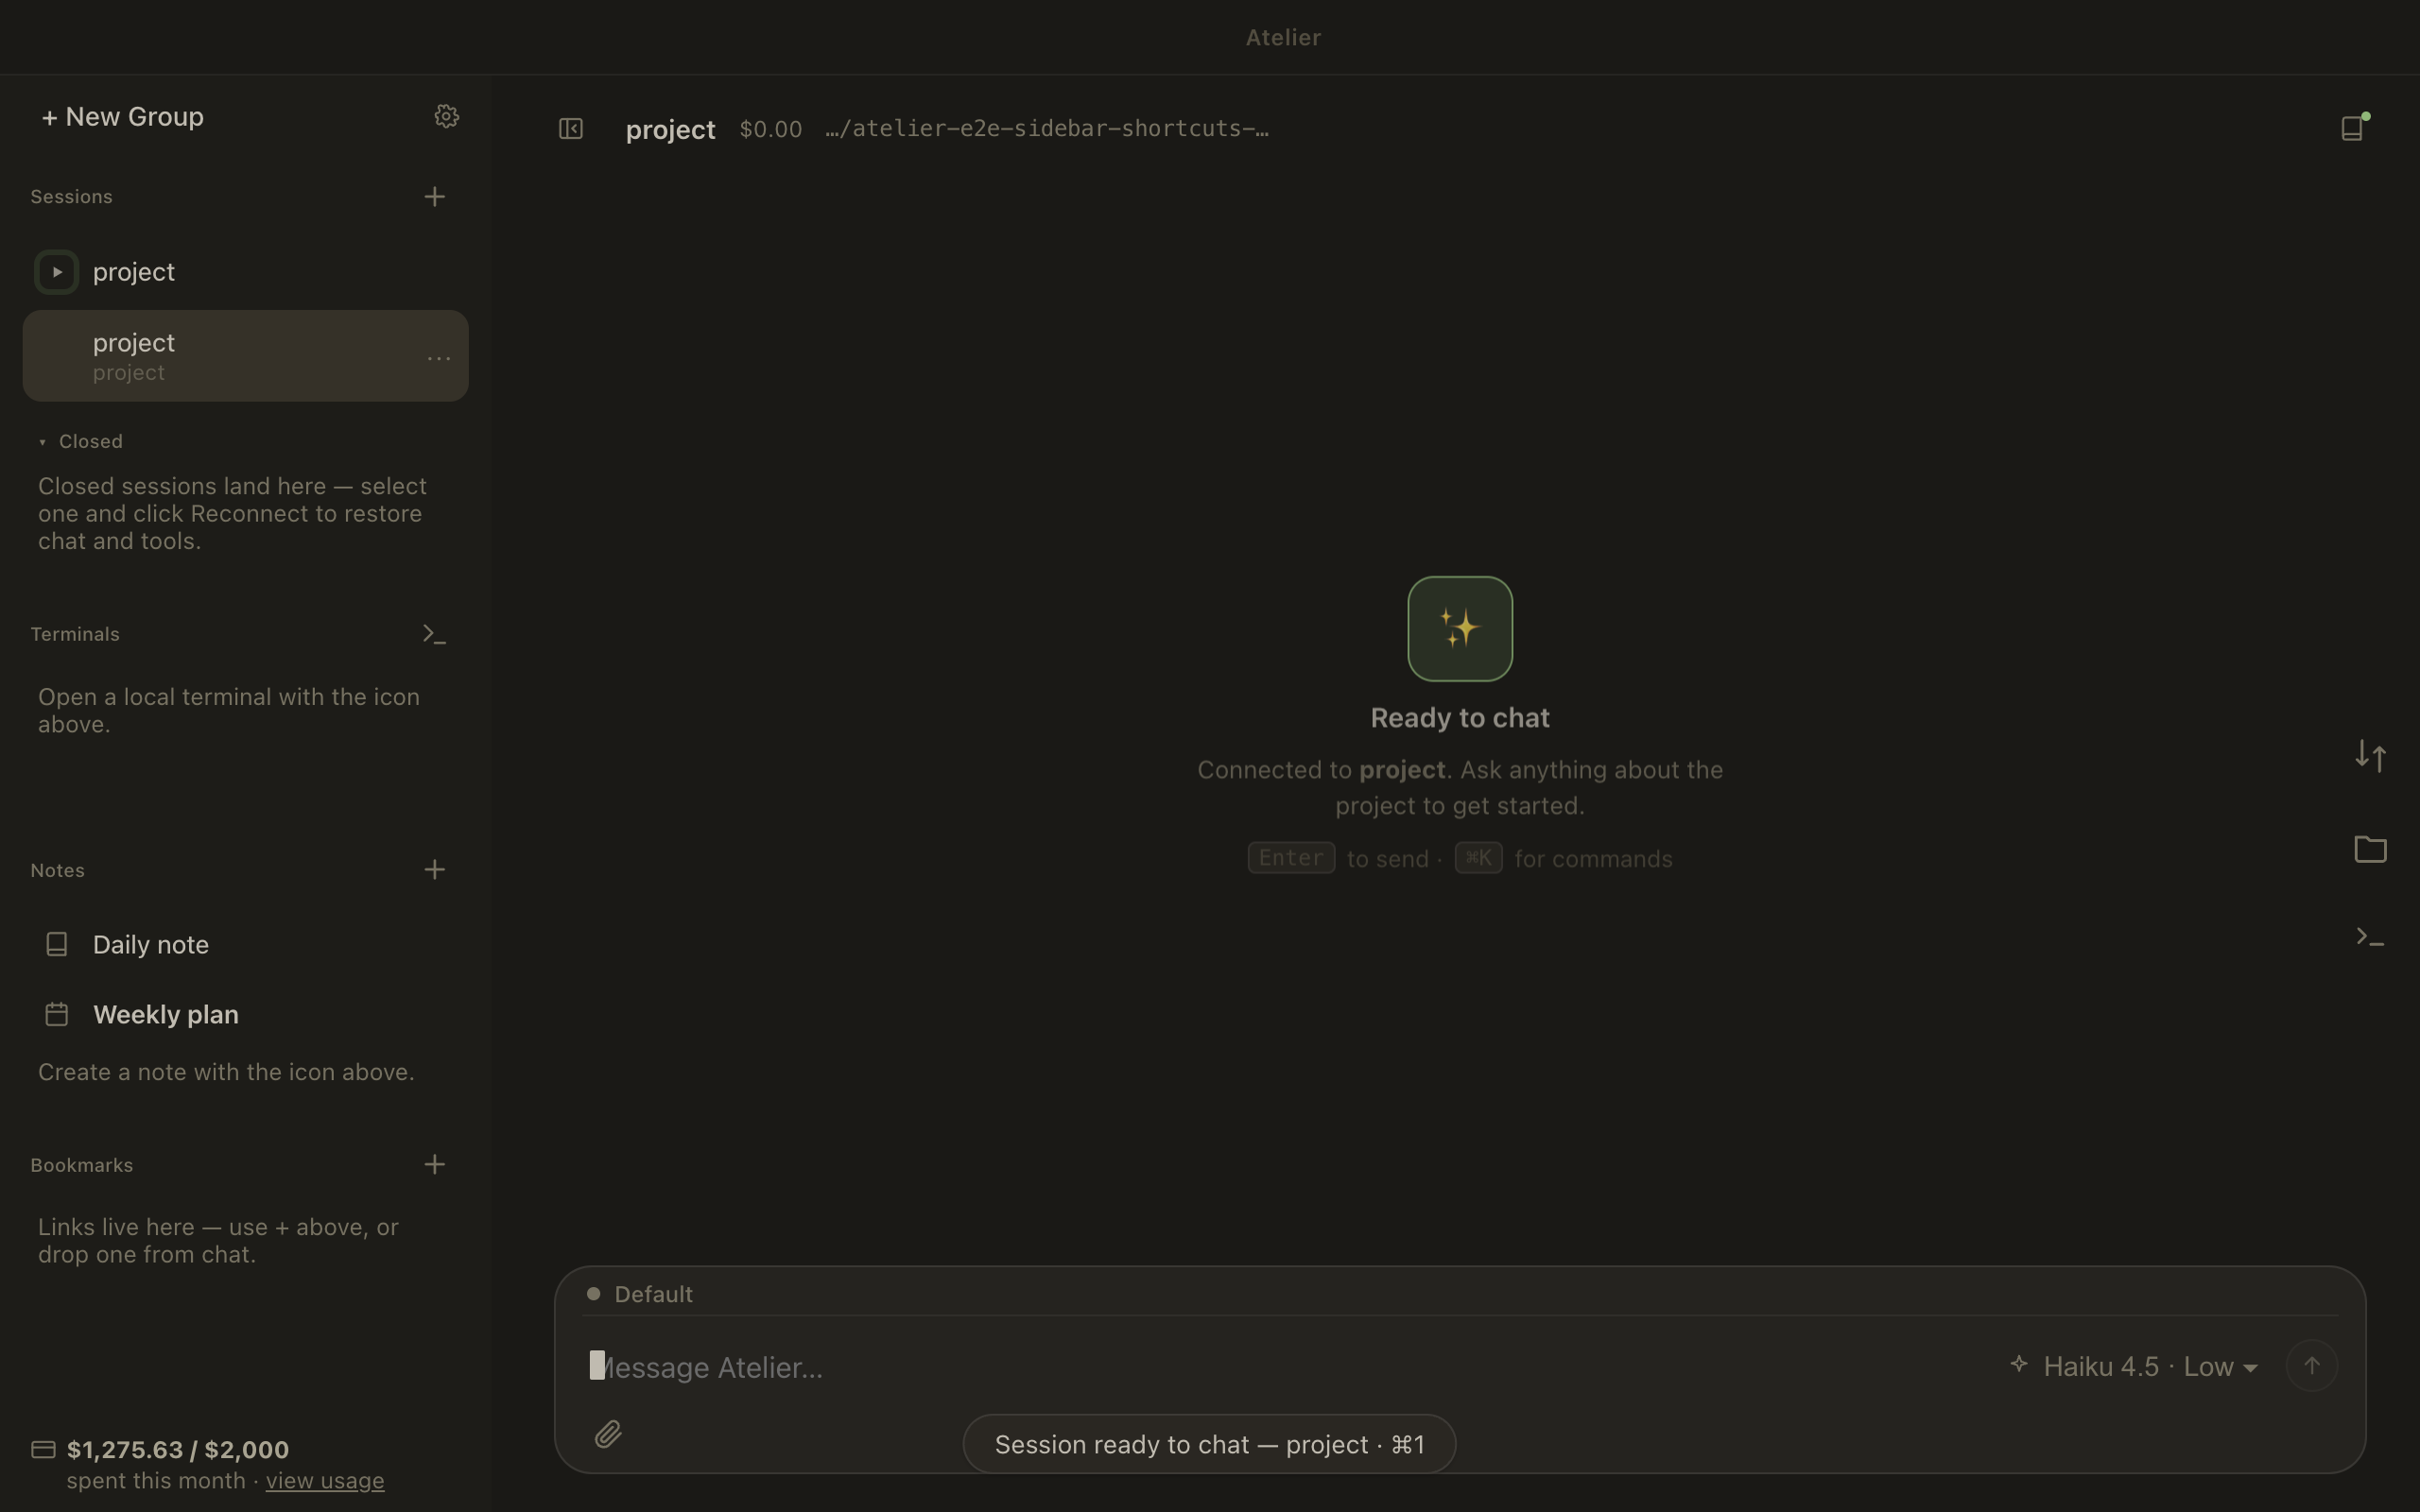 Atelier
+ New Group
Sessions
project
project
project
Closed
Closed sessions land here — select
one and click Reconnect to restore
chat and tools.
Terminals
Open a local terminal with the icon
above.
Notes
Daily note
Weekly plan
Create a note with the icon above.
Bookmarks
Links live here — use + above, or
drop one from chat.
$1,275.63 / $2,000
spent this month · view usage
project $0.00 …/atelier-e2e-sidebar-shortcuts-…
Ready to chat
Connected to project. Ask anything about the
project to get started.
Enter to send · ⌘K for commands
Default
Message Atelier...
Haiku 4.5 · Low
Session ready to chat — project · ⌘1